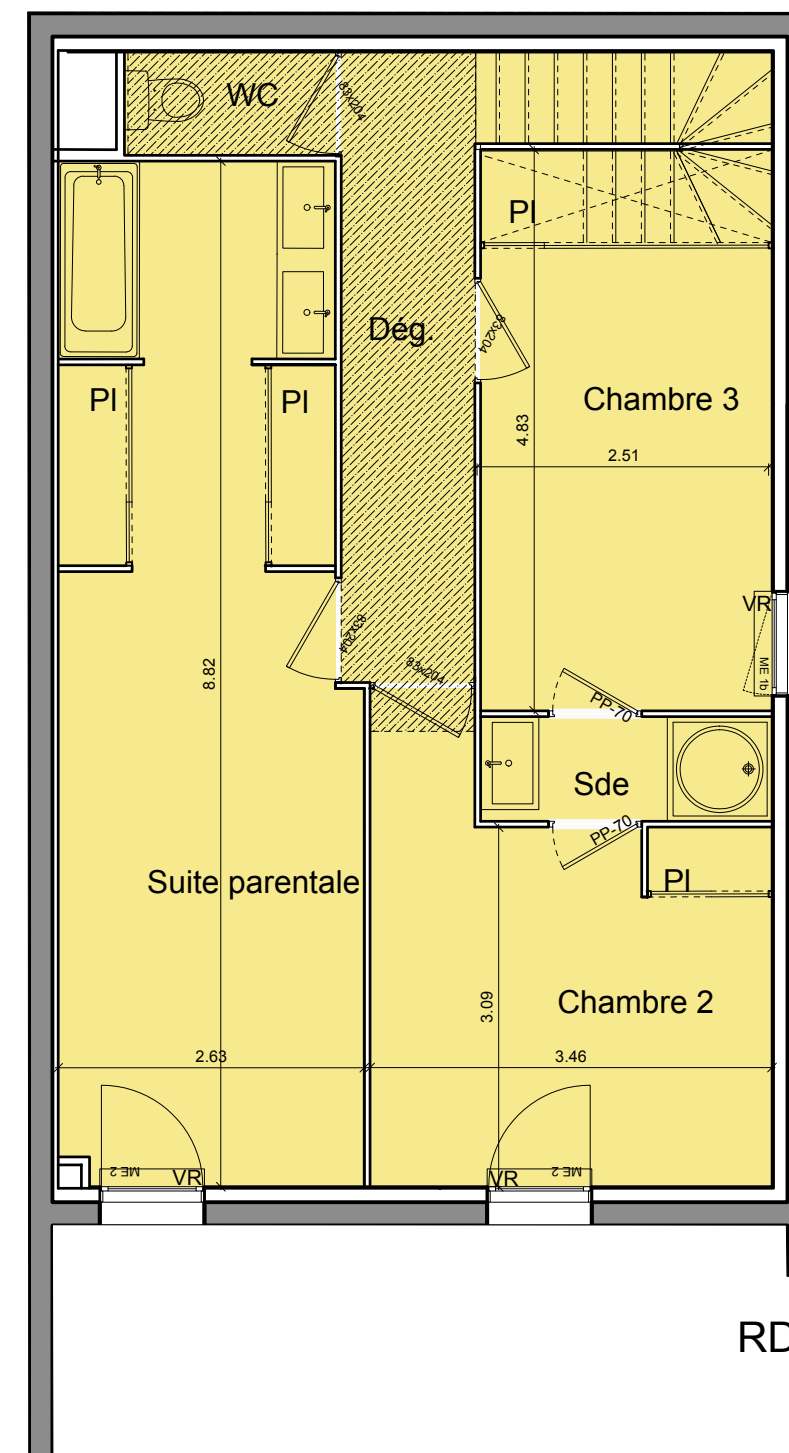 WC
83x204
Pl
Dég.
83x204
Pl
Pl
Chambre 3
4.83
2.51
VR
83x204
8.82
83x204
ME 1b
PP-70
Sde
PP-70
Suite parentale
Pl
3.09
Chambre 2
2.63
3.46
ME 2
VR
VR
ME 2
RD